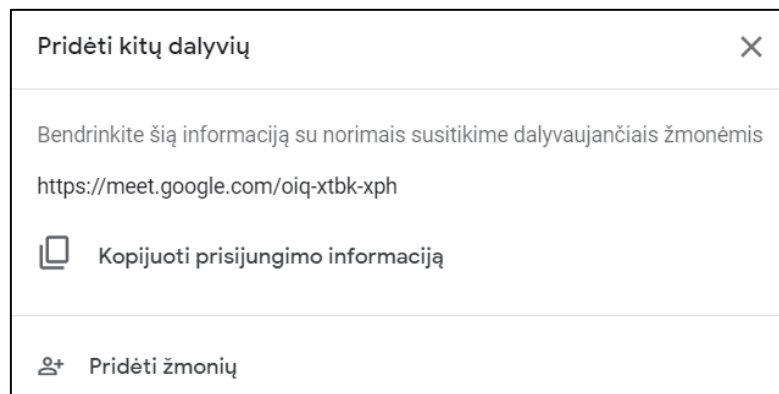 Pridėti kitų dalyvių
Bendrinkite šią informaciją su norimais susitikime dalyvaujančiais žmonėmis
https://meet.google.com/oiq-xtbk-xph
Kopijuoti prisijungimo informaciją
Pridėti žmonių